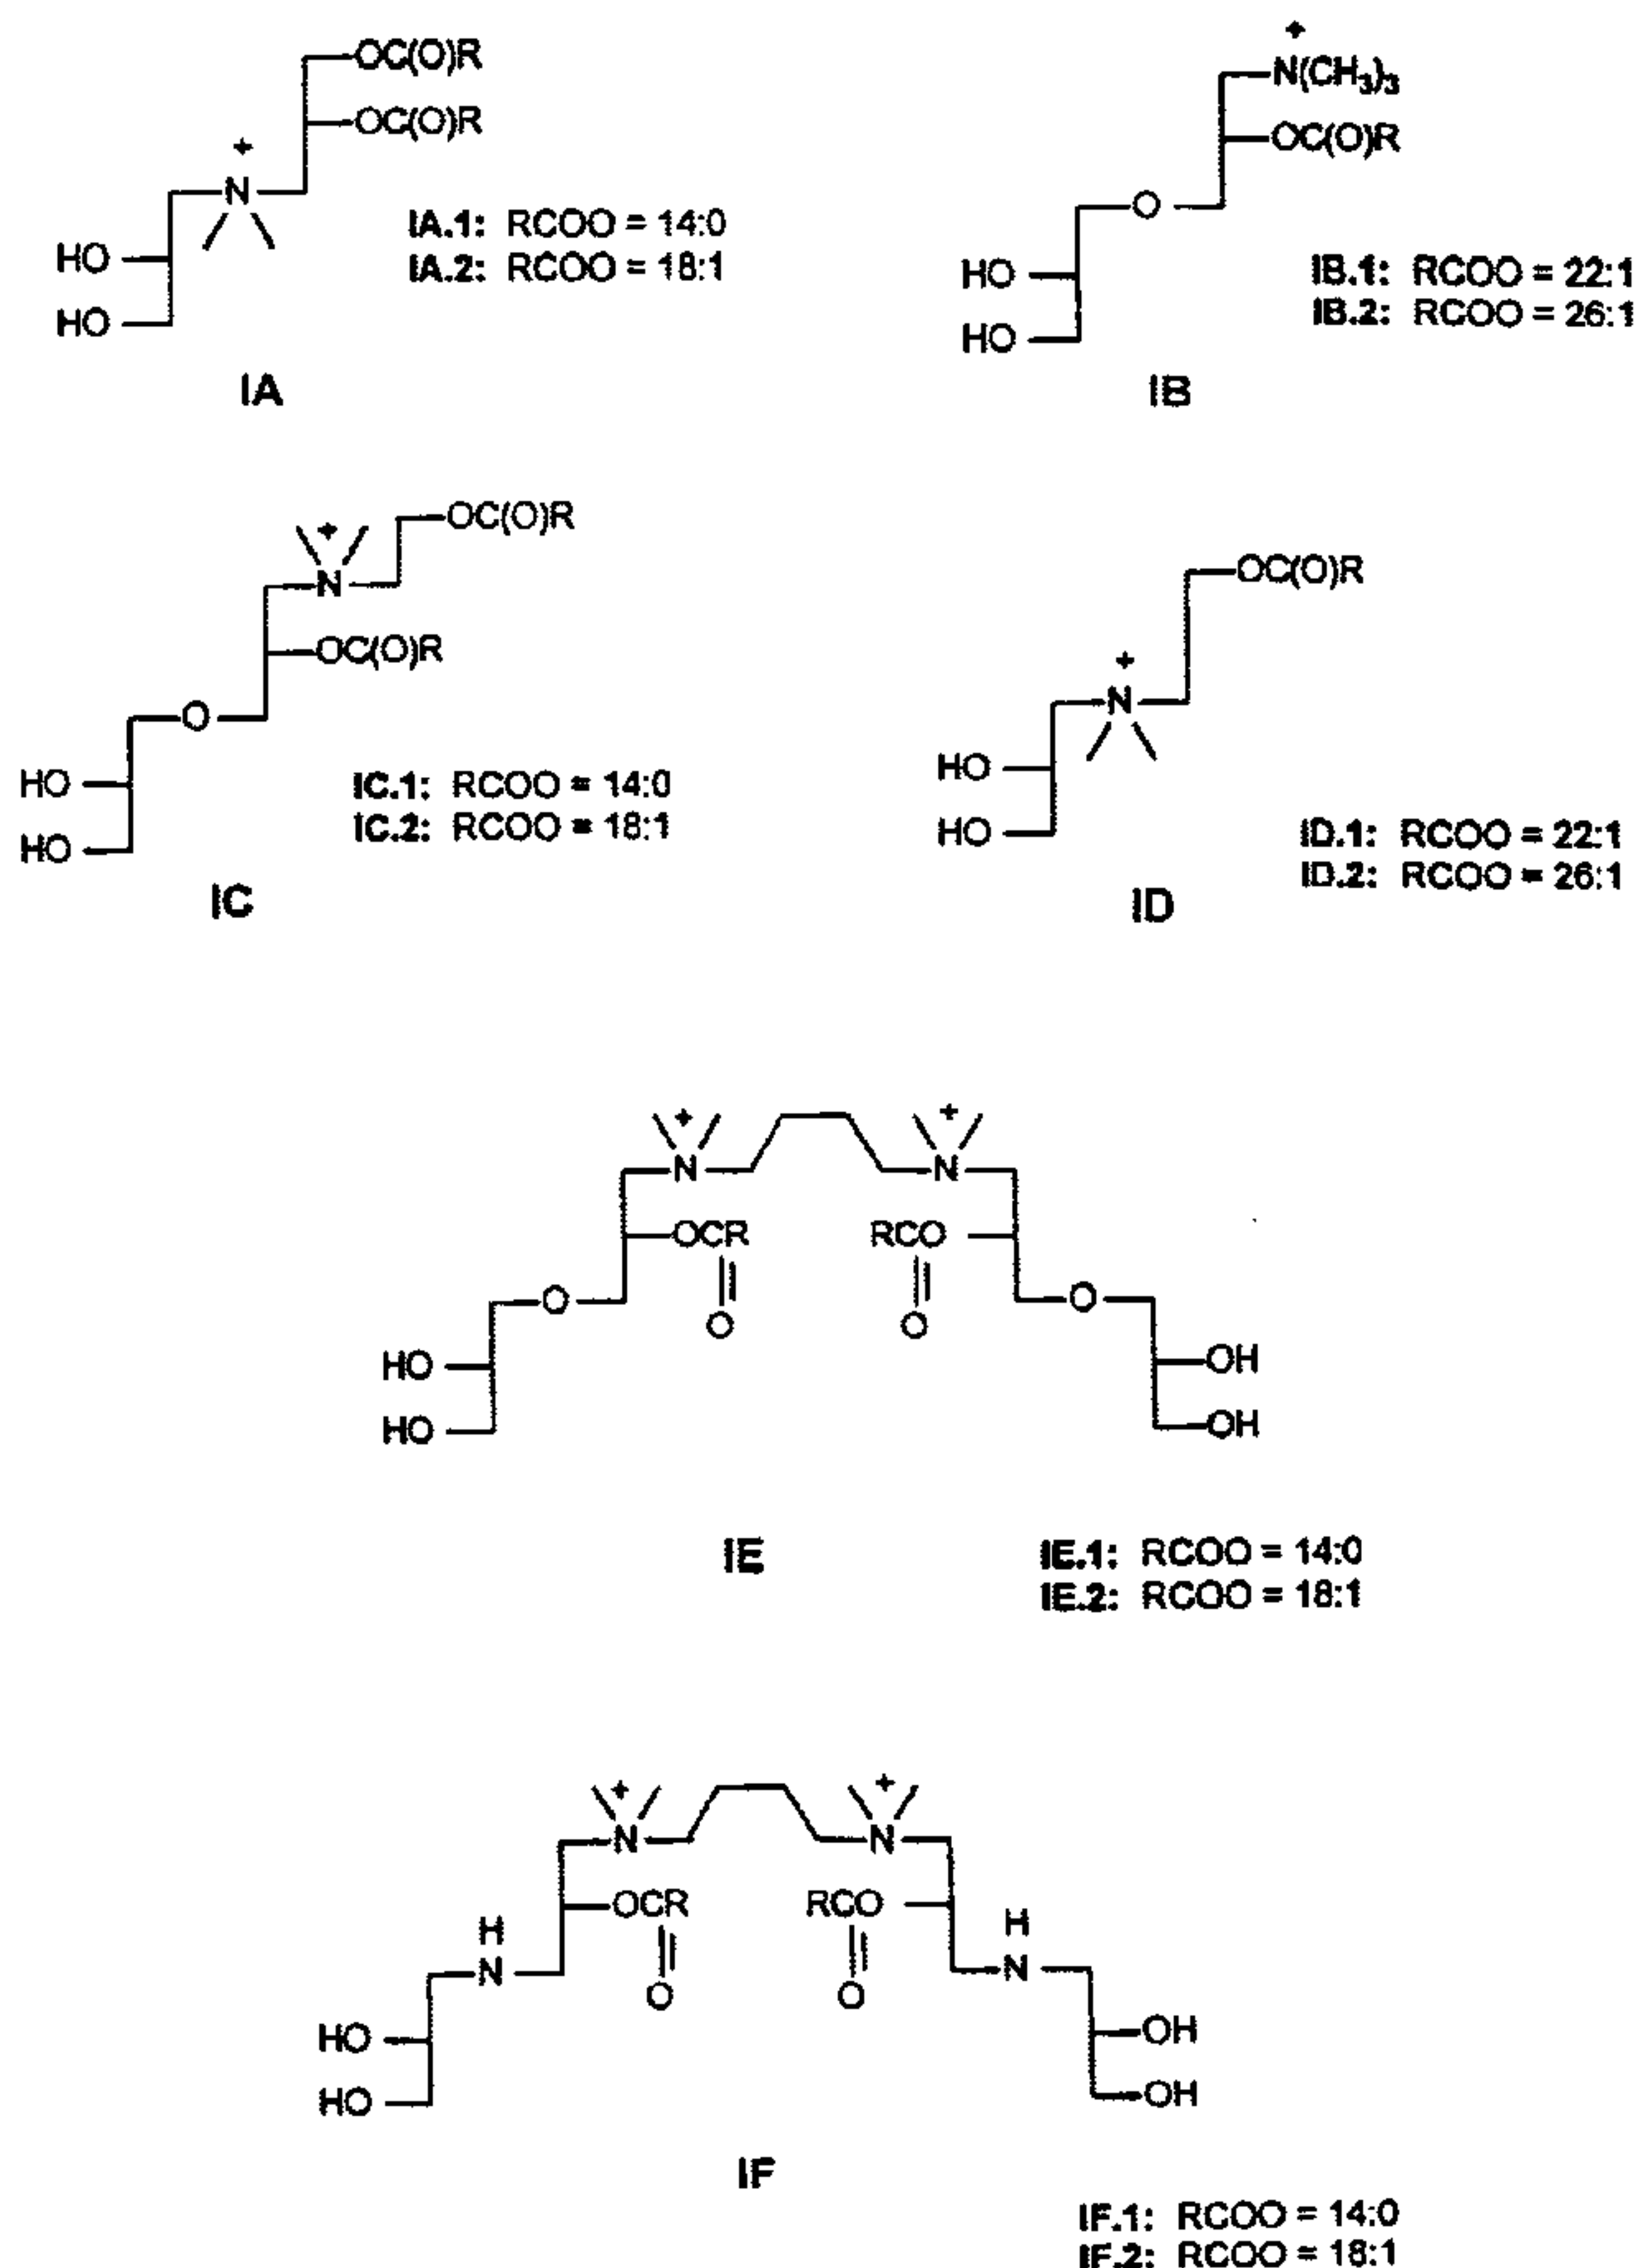 OC(O)R
OC(O)R
+
N
HO
HO
IA.1: RCOO = 14:0
IA.2: RCOO = 18:1
IA
+
N(CH3)3
OC(O)R
O
HO
HO
IB.1: RCOO = 22:1
IB.2: RCOO = 26:1
IB
OC(O)R
+
N
OC(O)R
O
HO
HO
IC.1: RCOO = 14:0
IC.2: RCOO = 18:1
IC
OC(O)R
+
N
HO
HO
ID.1: RCOO = 22:1
ID.2: RCOO = 26:1
ID
+ +
N N
OCR RCO
O O
O O
HO OH
HO OH
IE
IE.1: RCOO = 14:0
IE.2: RCOO = 18:1
+ +
N N
OCR RCO
H H
N N
O O
HO OH
HO OH
IF
IF.1: RCOO = 14:0
IF.2: RCOO = 18:1